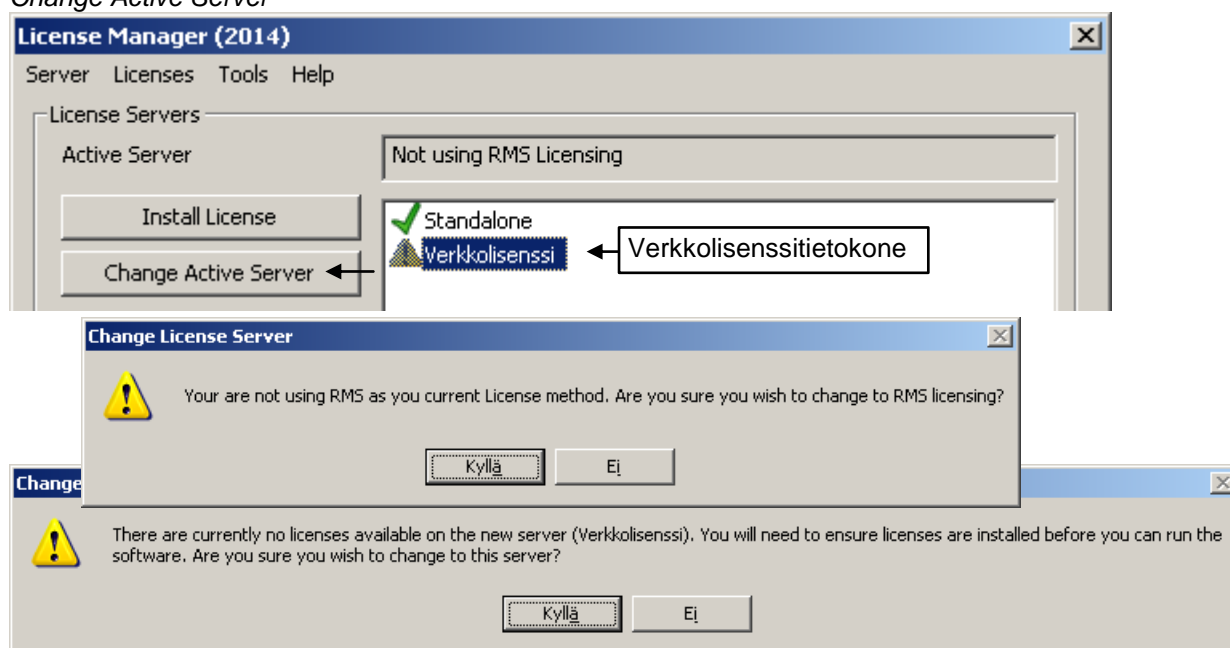 Change Active Server
License Manager (2014)
Server Licenses Tools Help
License Servers
Active Server Not using RMS Licensing
Install License
Standalone
Verkkolisenssi
Verkkolisenssitietokone
Change Active Server
Change License Server
Your are not using RMS as you current License method. Are you sure you wish to change to RMS licensing?
Kyllä Ei
Change
There are currently no licenses available on the new server (Verkkolisenssi). You will need to ensure licenses are installed before you can run the
software. Are you sure you wish to change to this server?
Kyllä Ei